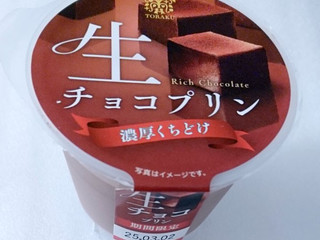 TORAKU
生
Rich Chocolate
チョコプリン
濃厚くちどけ
写真はイメージです。
生
チョコ
プリン
期間限定
25.03.02